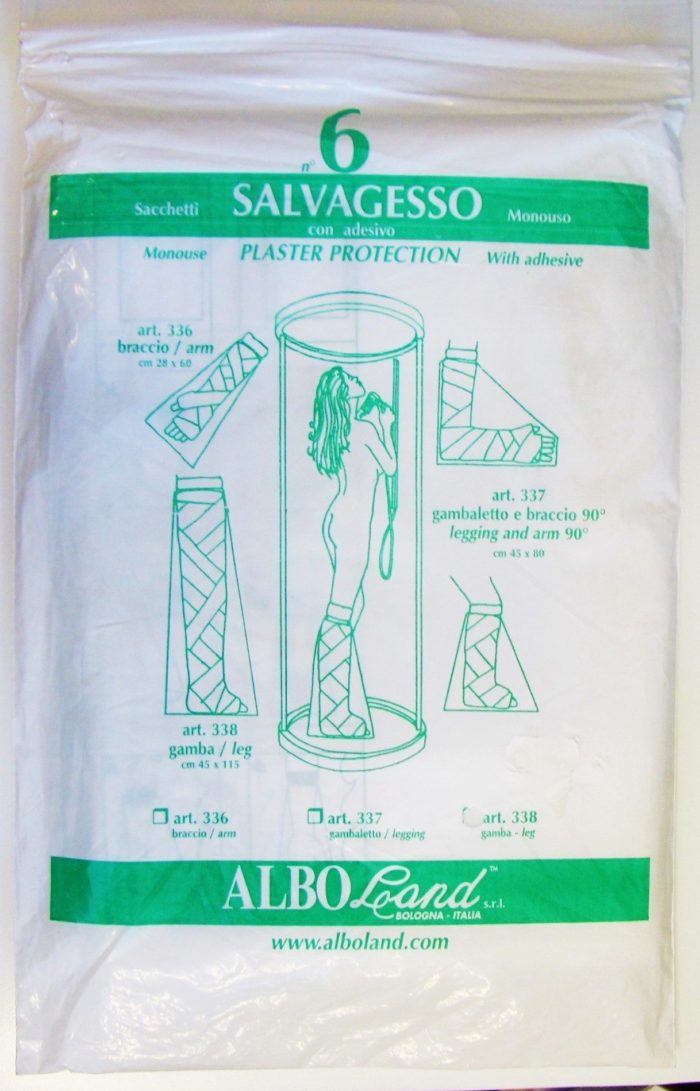 n° 6
Sacchetti SALVAGESSO Monouso
con adesivo
Monouse PLASTER PROTECTION With adhesive
art. 336
braccio / arm
cm 28 x 60
art. 337
gambaletto e braccio 90°
legging and arm 90°
cm 45 x 80
art. 338
gamba / leg
cm 45 x 115
art. 336
braccio / arm
art. 337
gambaletto / legging
art. 338
gamba - leg
ALBO Land™ s.r.l.
BOLOGNA - ITALIA
www.alboland.com